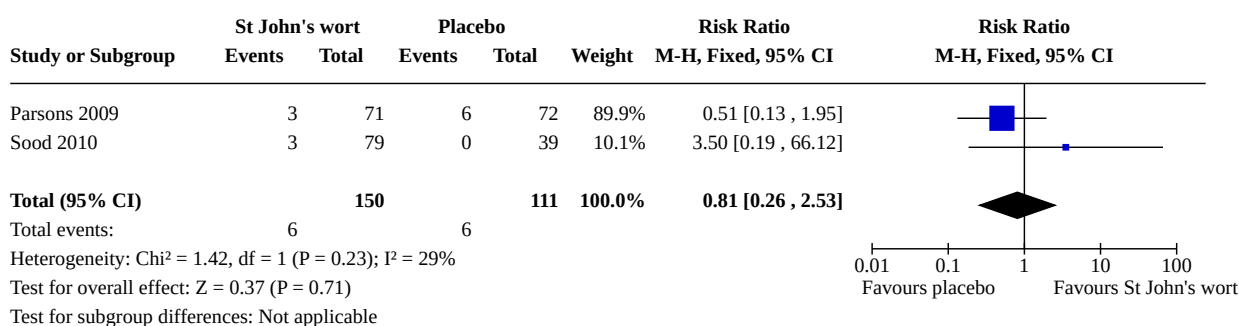 St John's wort Placebo Risk Ratio Risk Ratio
Study or Subgroup Events Total Events Total Weight M-H, Fixed, 95% CI M-H, Fixed, 95% CI
Parsons 2009 3 71 6 72 89.9% 0.51 [0.13 , 1.95]
Sood 2010 3 79 0 39 10.1% 3.50 [0.19 , 66.12]
Total (95% CI) 150 111 100.0% 0.81 [0.26 , 2.53]
Total events: 6 6
Heterogeneity: Chi² = 1.42, df = 1 (P = 0.23); I² = 29%
0.01 0.1 1 10 100
Test for overall effect: Z = 0.37 (P = 0.71) Favours placebo Favours St John's wort
Test for subgroup differences: Not applicable